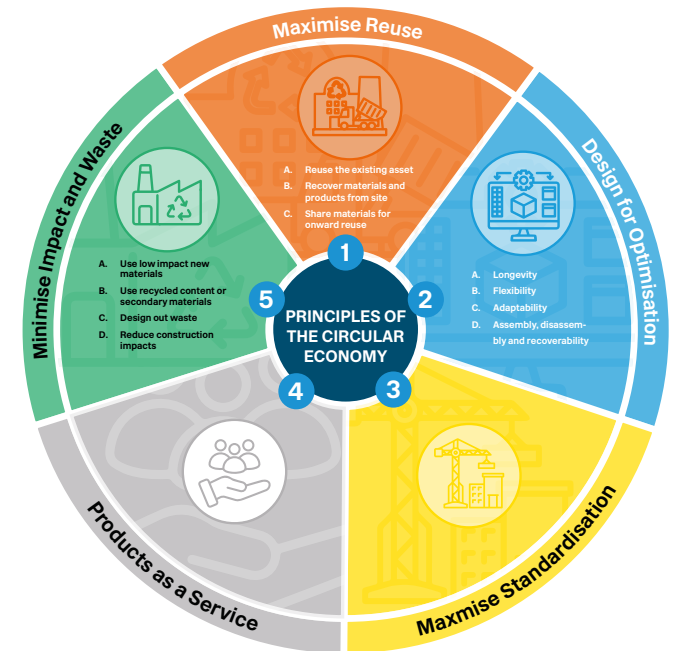 Maximise Reuse
A. Reuse the existing asset
B. Recover materials and
products from site
C. Share materials for
onward reuse
1
Design for Optimisation
A. Longevity
B. Flexibility
C. Adaptability
D. Assembly, disassem-
bly and recoverability
2
Maxmise Standardisation
3
Products as a Service
4
Minimise Impact and Waste
A. Use low impact new
materials
B. Use recycled content or
secondary materials
C. Design out waste
D. Reduce construction
impacts
5
PRINCIPLES OF
THE CIRCULAR
ECONOMY